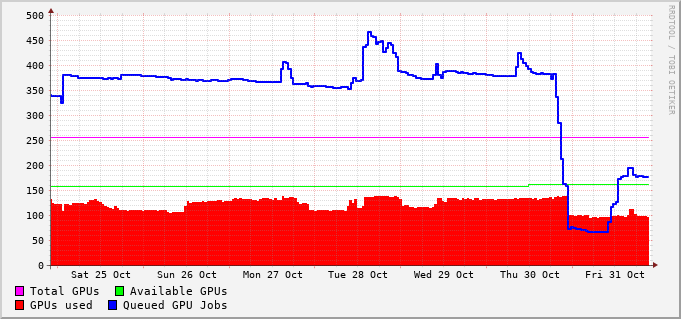 500
450
400
350
300
250
200
150
100
50
0
Sat 25 Oct Sun 26 Oct Mon 27 Oct Tue 28 Oct Wed 29 Oct Thu 30 Oct Fri 31 Oct
Total GPUs Available GPUs
GPUs used Queued GPU Jobs
RRDTOOL / TOBI OETIKER